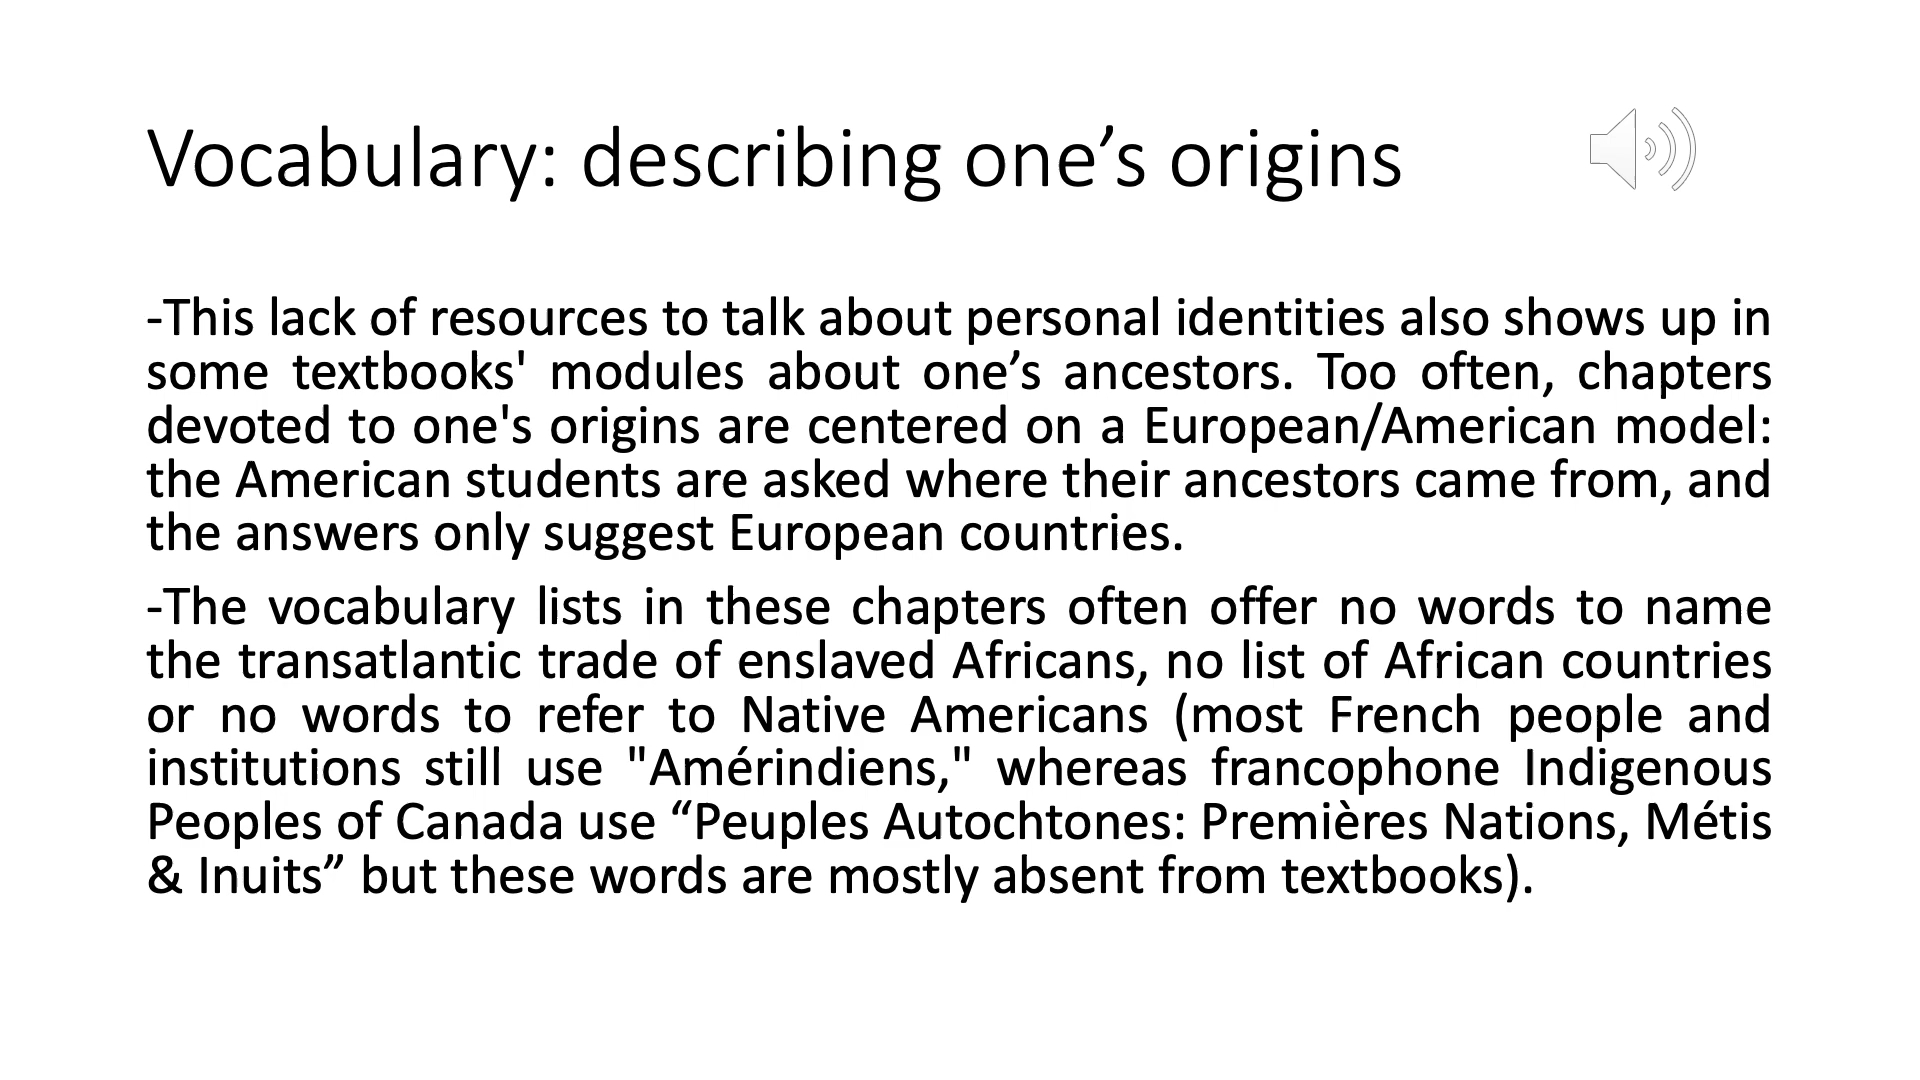 Vocabulary: describing one’s origins
-This lack of resources to talk about personal identities also shows up in
some textbooks' modules about one’s ancestors. Too often, chapters
devoted to one's origins are centered on a European/American model:
the American students are asked where their ancestors came from, and
the answers only suggest European countries.
-The vocabulary lists in these chapters often offer no words to name
the transatlantic trade of enslaved Africans, no list of African countries
or no words to refer to Native Americans (most French people and
institutions still use "Amérindiens," whereas francophone Indigenous
Peoples of Canada use “Peuples Autochtones: Premières Nations, Métis
& Inuits” but these words are mostly absent from textbooks).